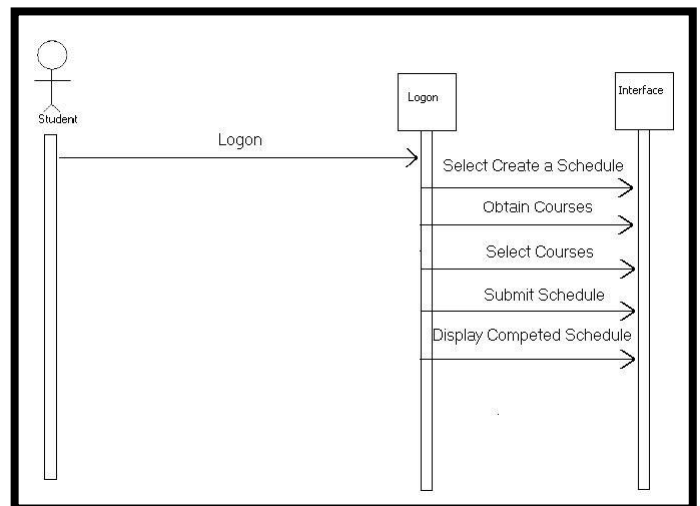 Student
Logon
Interface
Logon
Select Create a Schedule
Obtain Courses
Select Courses
Submit Schedule
Display Competed Schedule